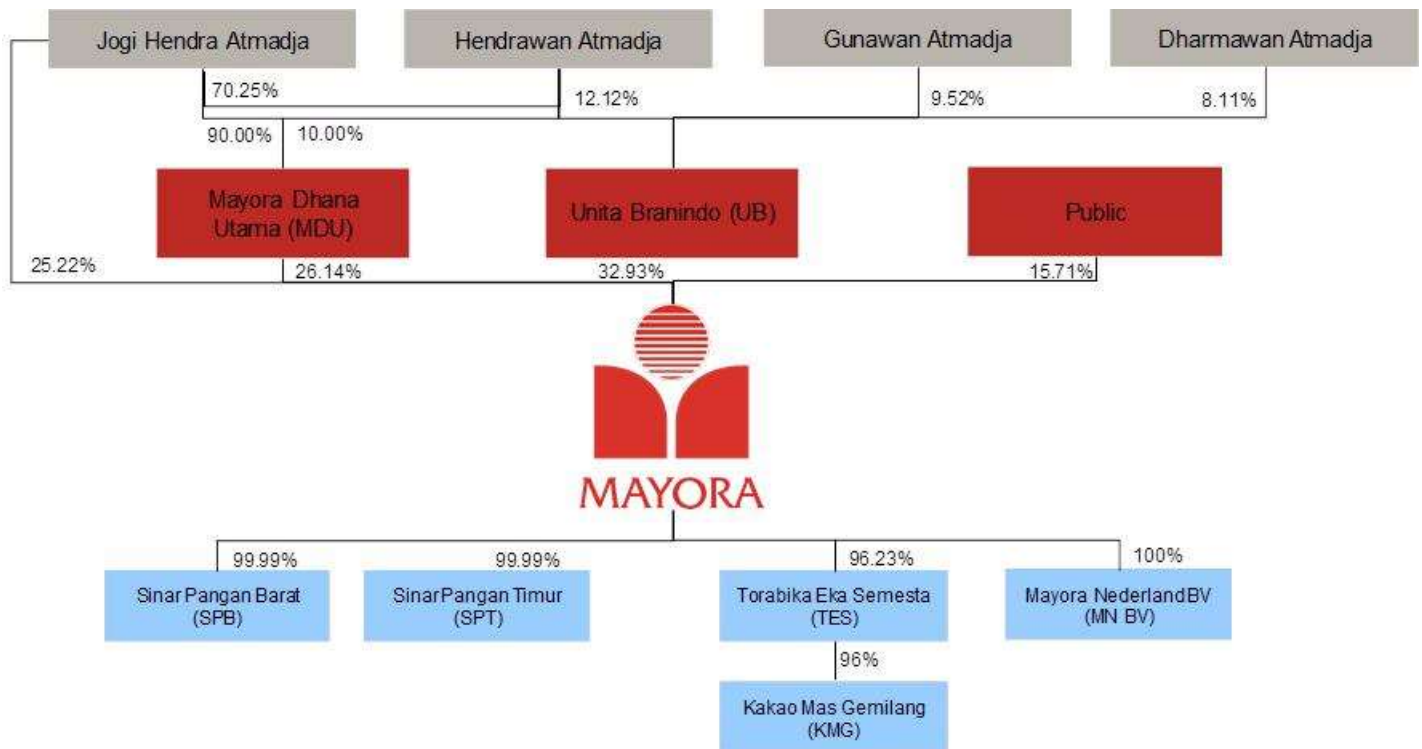 Jogi Hendra Atmadja
Hendrawan Atmadja
Gunawan Atmadja
Dharmawan Atmadja
70.25%
12.12%
9.52%
8.11%
90.00%
10.00%
Mayora Dhana
Utama (MDU)
Unita Branindo (UB)
Public
25.22%
26.14%
32.93%
15.71%
MAYORA
99.99%
99.99%
96.23%
100%
Sinar Pangan Barat
(SPB)
Sinar Pangan Timur
(SPT)
Torabika Eka Semesta
(TES)
Mayora Nederland BV
(MN BV)
96%
Kakao Mas Gemilang
(KMG)